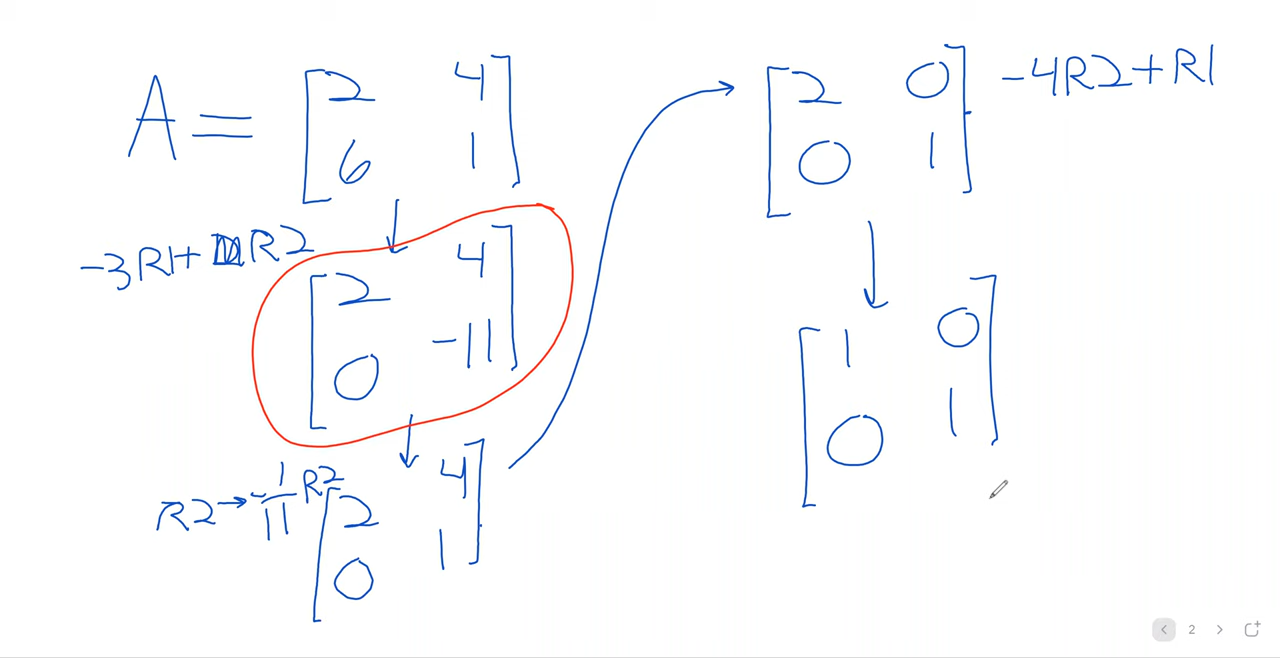 A = [ 2 4
6 1 ]
-3R1+ R2
[ 2 4
0 -11 ]
R2→ -1/11 R2
[ 2 4
0 1 ]
[ 2 0
0 1 ] -4R2+R1
[ 1 0
0 1 ]
2